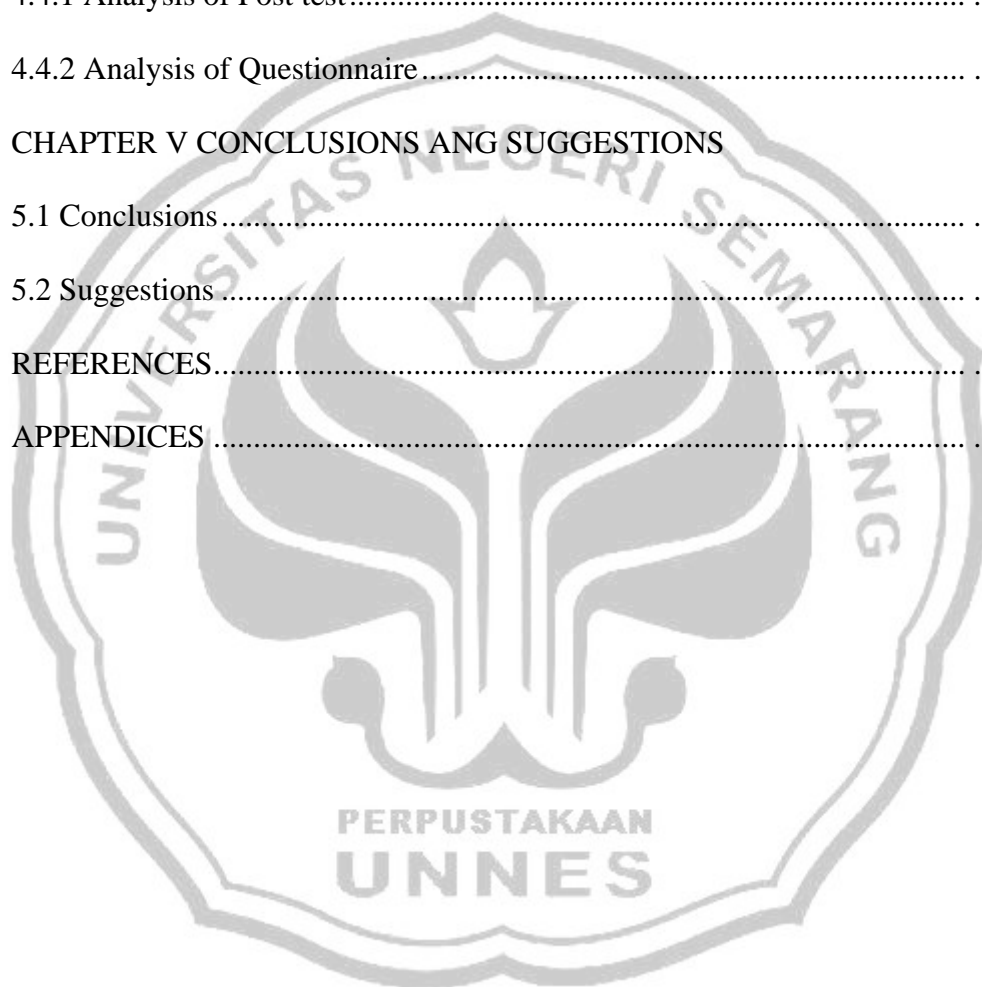 4.4.1 Analysis of Post test.......................................................................... .
4.4.2 Analysis of Questionnaire.................................................................. .
CHAPTER V CONCLUSIONS ANG SUGGESTIONS
5.1 Conclusions.......................................................................................... .
5.2 Suggestions .......................................................................................... .
REFERENCES........................................................................................... .
APPENDICES ........................................................................................... .
UNIVERSITAS NEGERI SEMARANG
PERPUSTAKAAN
UNNES